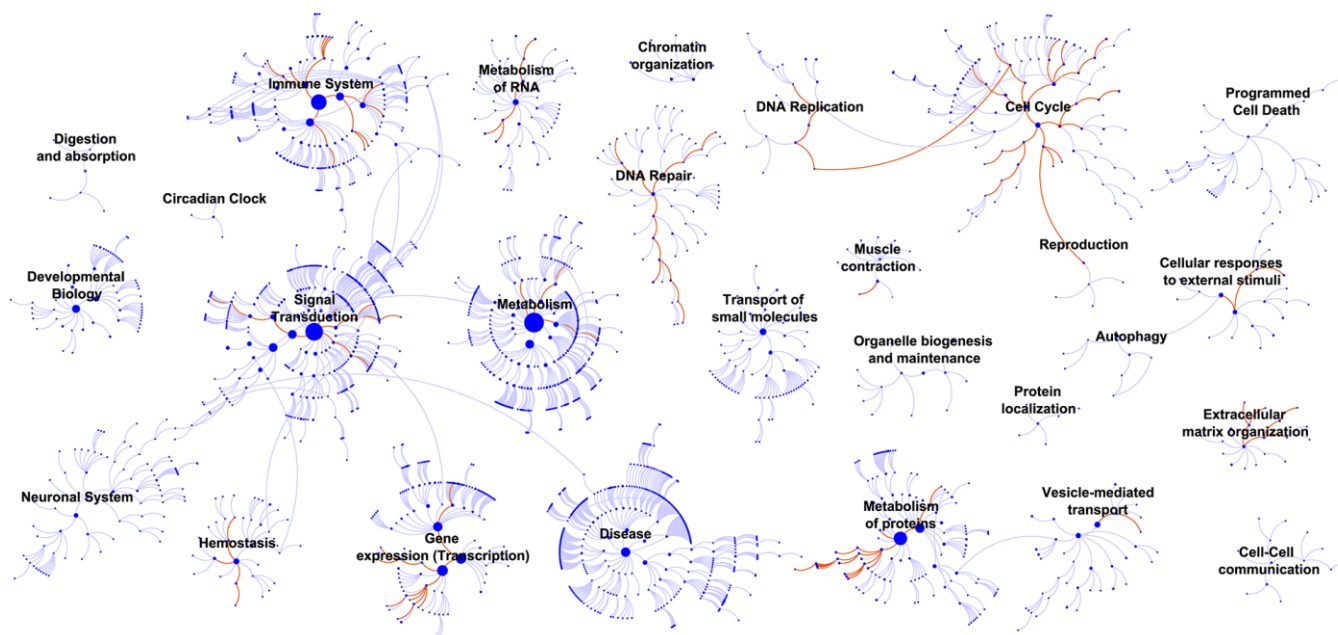 Chromatin
organization
Immune System
Metabolism
of RNA
DNA Replication
Cell Cycle
Programmed
Cell Death
Digestion
and absorption
DNA Repair
Circadian Clock
Reproduction
Muscle
contraction
Cellular responses
to external stimuli
Developmental
Biology
Signal
Transduction
Metabolism
Transport of
small molecules
Organelle biogenesis
and maintenance
Autophagy
Protein
localization
Extracellular
matrix organization
Neuronal System
Hemostasis
Gene
expression (Transcription)
Disease
Metabolism
of proteins
Vesicle-mediated
transport
Cell-Cell
communication